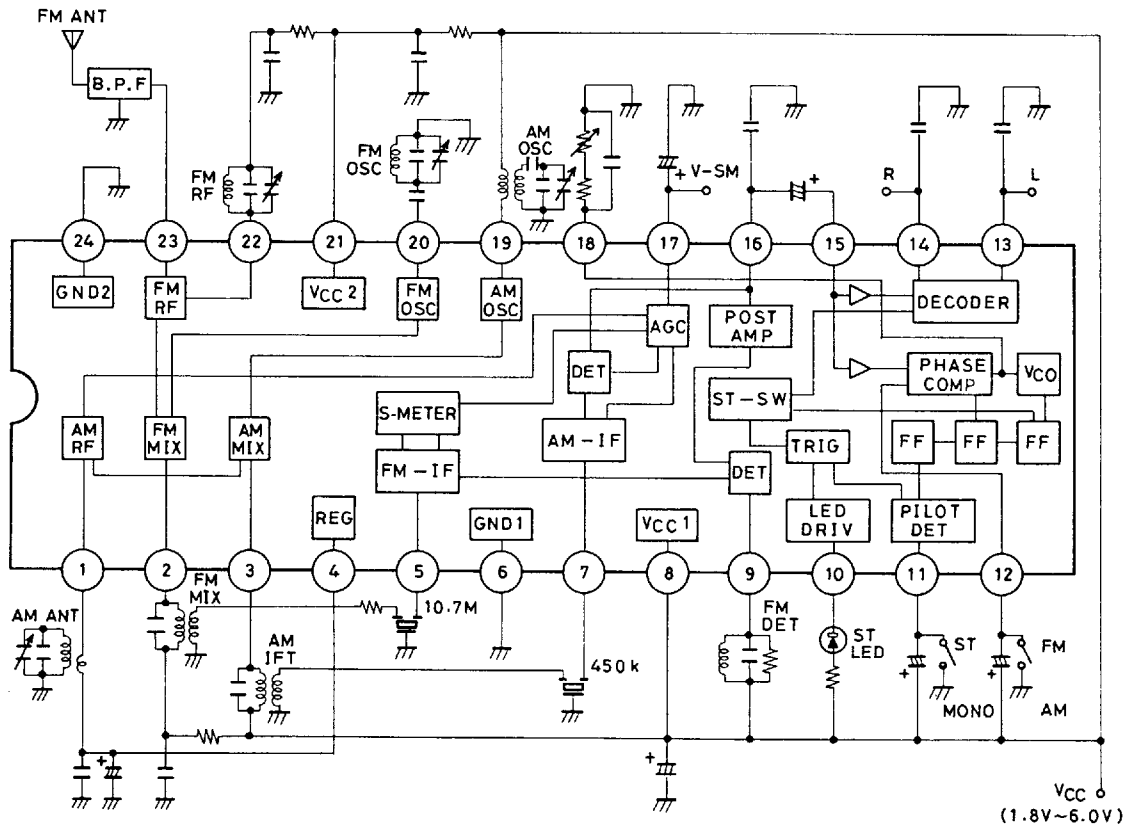 FM ANT
B.P.F
FM RF
FM OSC
AM OSC
+ V-SM
+
R
L
24
23
22
21
20
19
18
17
16
15
14
13
GND2
FM RF
VCC2
FM OSC
AM OSC
AGC
POST AMP
DECODER
DET
PHASE COMP
VCO
S-METER
ST-SW
AM RF
FM MIX
AM MIX
AM-IF
TRIG
FF
FF
FF
FM-IF
DET
REG
GND1
VCC1
LED DRIV
PILOT DET
1
2
3
4
5
6
7
8
9
10
11
12
AM ANT
FM MIX
10.7M
FM DET
AM IFT
450k
ST LED
ST
+
MONO
FM
+
AM
+
+
VCC
(1.8V~6.0V)